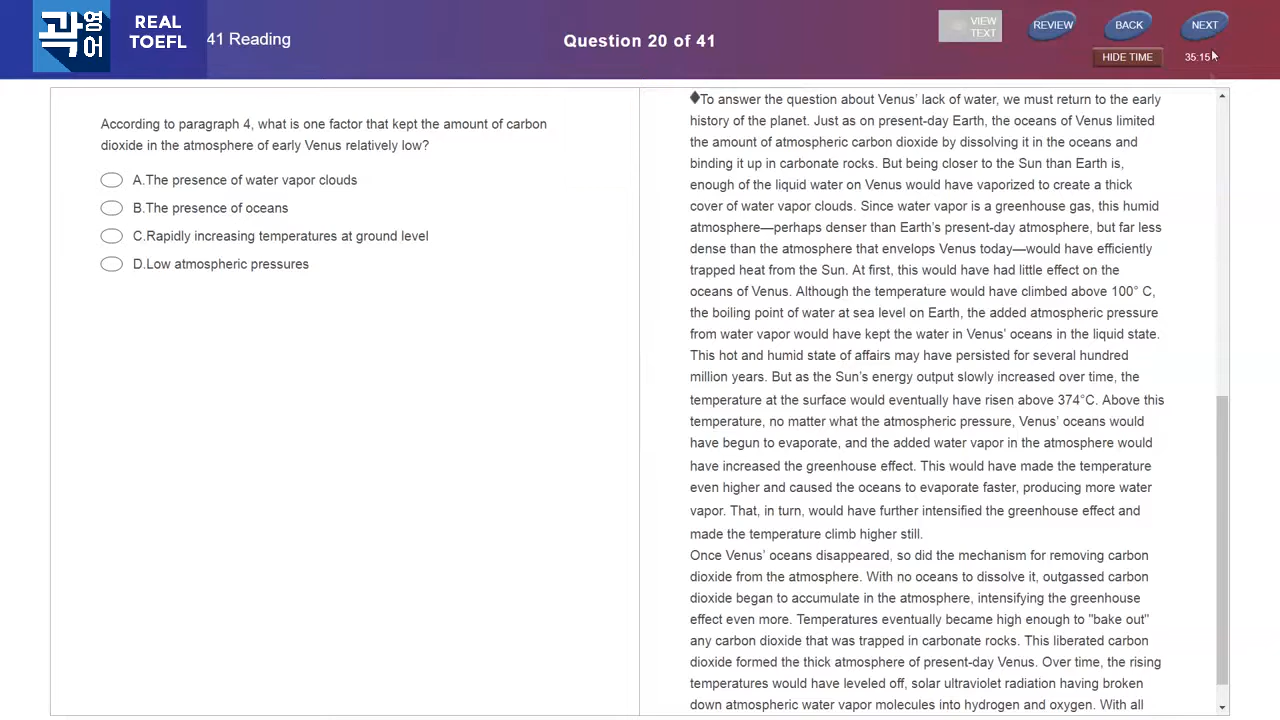 곽영어
REAL
TOEFL
41 Reading
Question 20 of 41
VIEW
TEXT
REVIEW
BACK
NEXT
HIDE TIME
35:15
According to paragraph 4, what is one factor that kept the amount of carbon
dioxide in the atmosphere of early Venus relatively low?
A.The presence of water vapor clouds
B.The presence of oceans
C.Rapidly increasing temperatures at ground level
D.Low atmospheric pressures
♦To answer the question about Venus' lack of water, we must return to the early
history of the planet. Just as on present-day Earth, the oceans of Venus limited
the amount of atmospheric carbon dioxide by dissolving it in the oceans and
binding it up in carbonate rocks. But being closer to the Sun than Earth is,
enough of the liquid water on Venus would have vaporized to create a thick
cover of water vapor clouds. Since water vapor is a greenhouse gas, this humid
atmosphere—perhaps denser than Earth's present-day atmosphere, but far less
dense than the atmosphere that envelops Venus today—would have efficiently
trapped heat from the Sun. At first, this would have had little effect on the
oceans of Venus. Although the temperature would have climbed above 100° C,
the boiling point of water at sea level on Earth, the added atmospheric pressure
from water vapor would have kept the water in Venus' oceans in the liquid state.
This hot and humid state of affairs may have persisted for several hundred
million years. But as the Sun's energy output slowly increased over time, the
temperature at the surface would eventually have risen above 374°C. Above this
temperature, no matter what the atmospheric pressure, Venus' oceans would
have begun to evaporate, and the added water vapor in the atmosphere would
have increased the greenhouse effect. This would have made the temperature
even higher and caused the oceans to evaporate faster, producing more water
vapor. That, in turn, would have further intensified the greenhouse effect and
made the temperature climb higher still.
Once Venus' oceans disappeared, so did the mechanism for removing carbon
dioxide from the atmosphere. With no oceans to dissolve it, outgassed carbon
dioxide began to accumulate in the atmosphere, intensifying the greenhouse
effect even more. Temperatures eventually became high enough to "bake out"
any carbon dioxide that was trapped in carbonate rocks. This liberated carbon
dioxide formed the thick atmosphere of present-day Venus. Over time, the rising
temperatures would have leveled off, solar ultraviolet radiation having broken
down atmospheric water vapor molecules into hydrogen and oxygen. With all